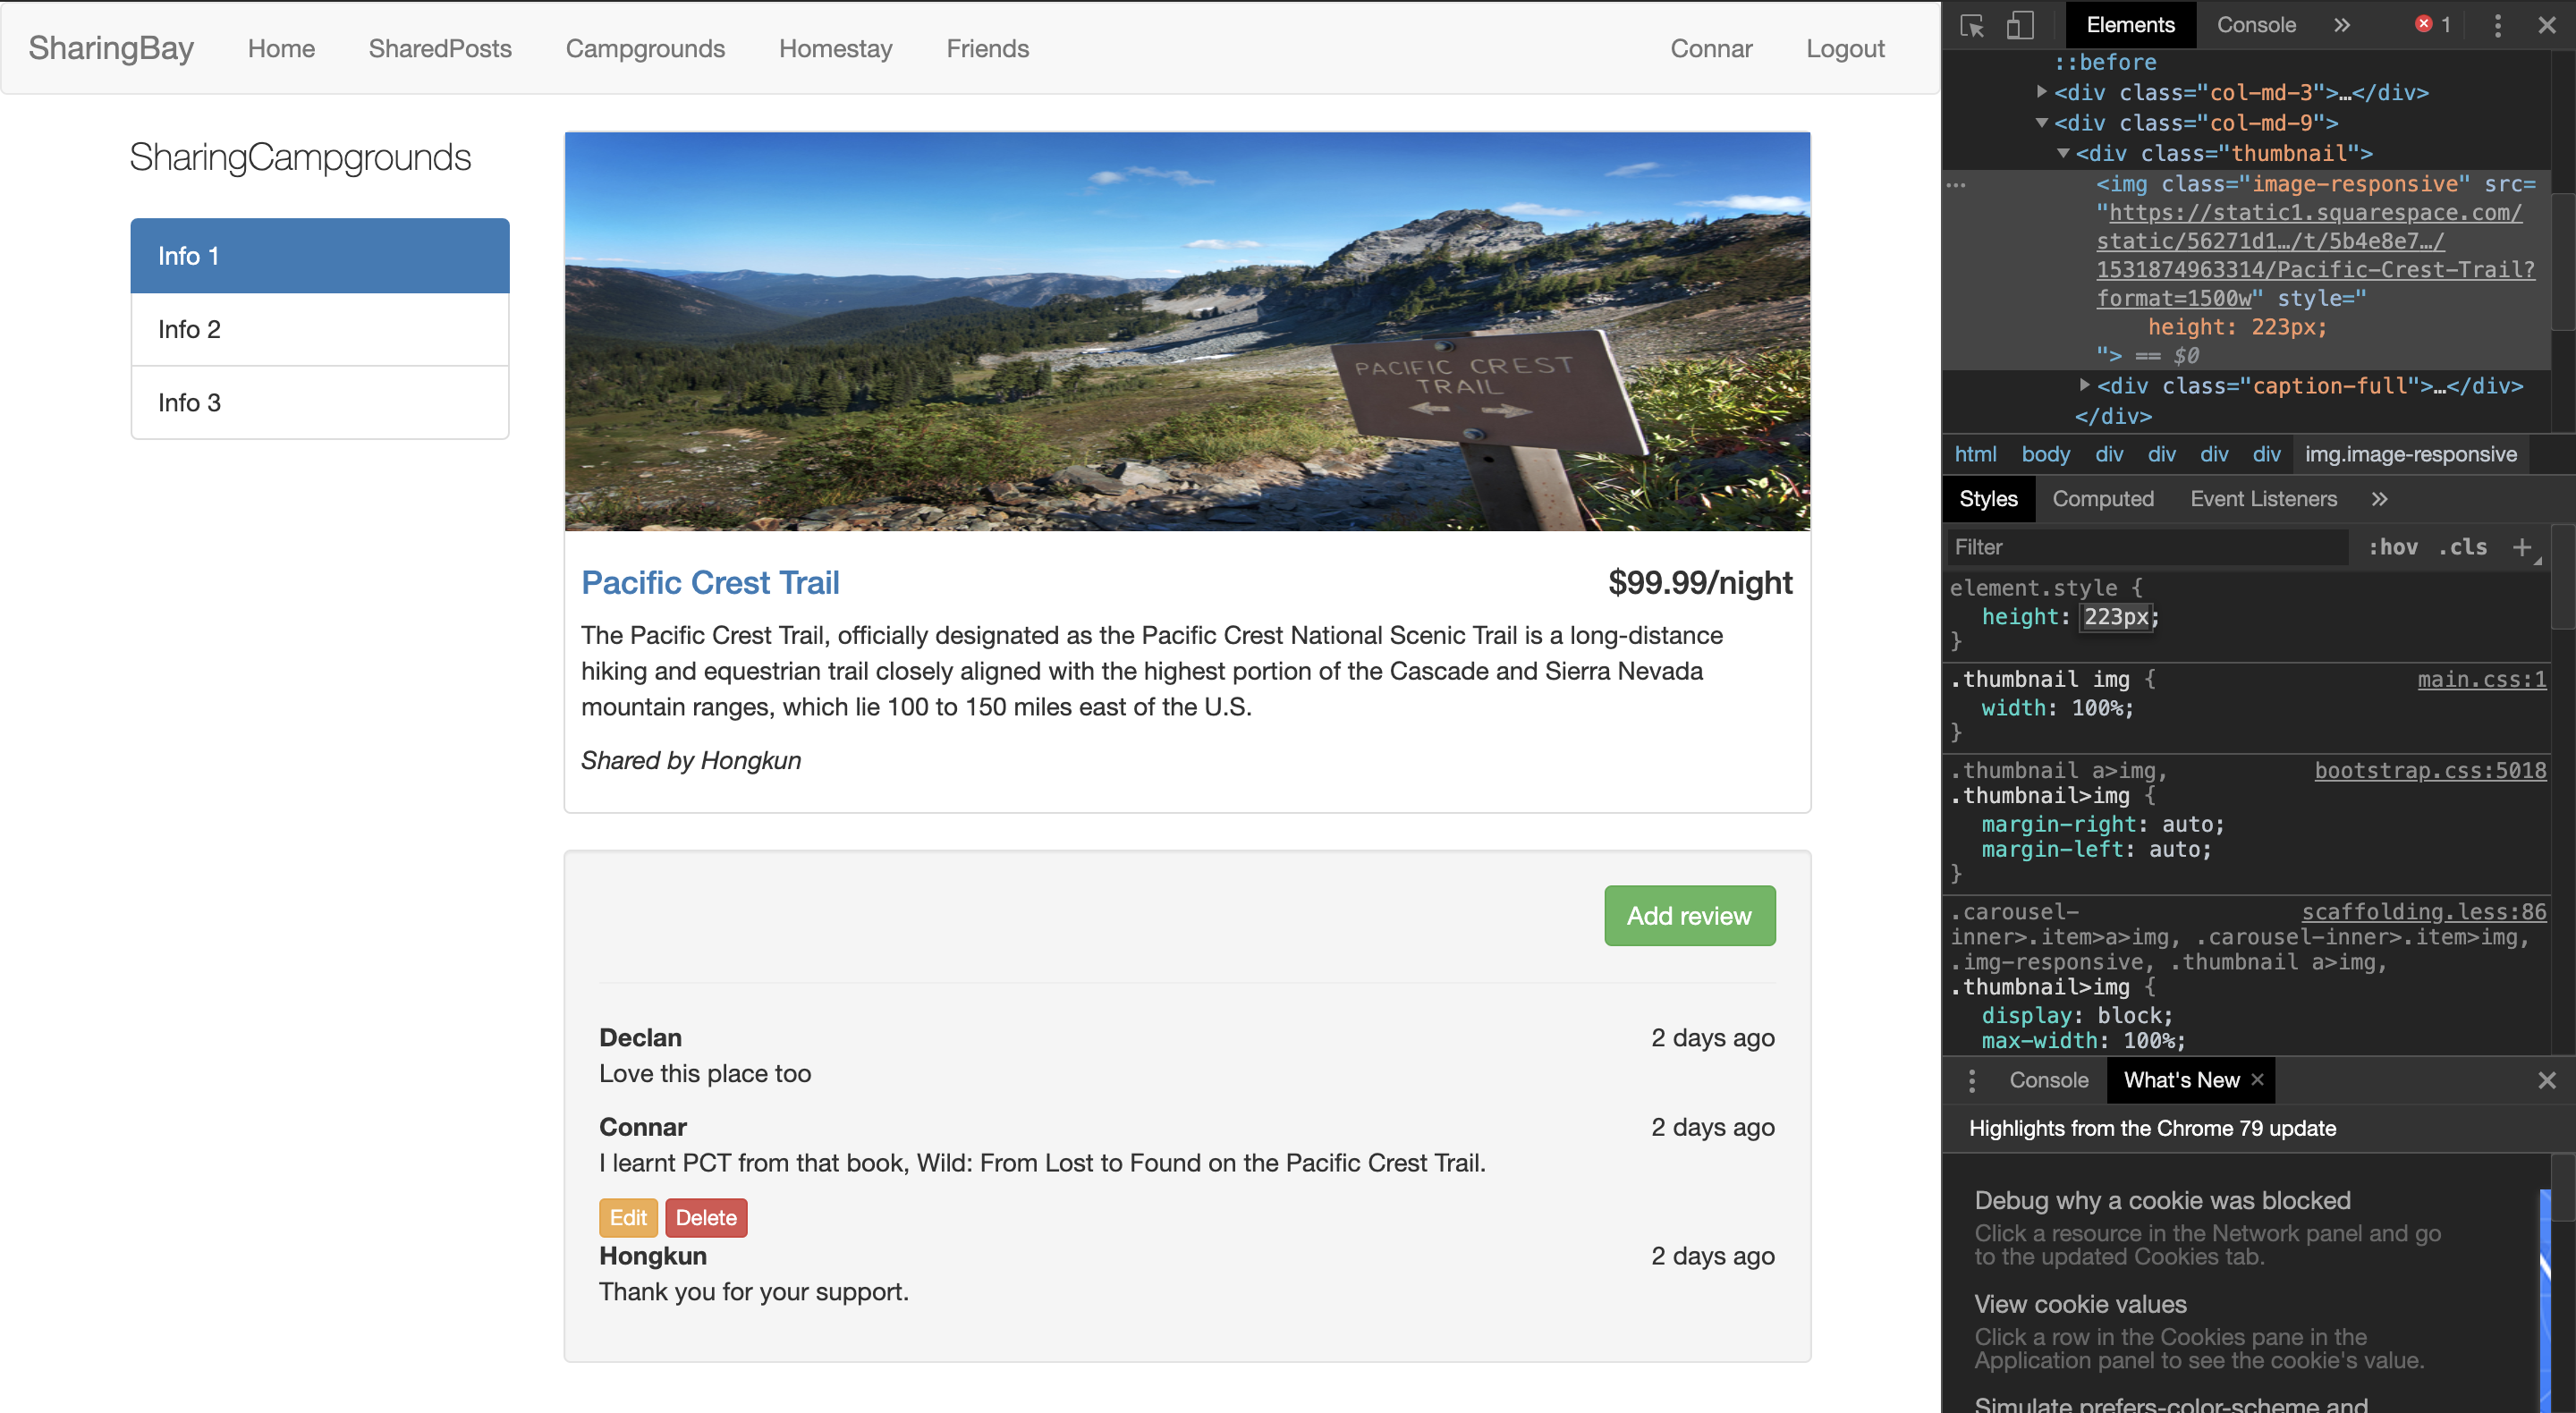 SharingBay Home SharedPosts Campgrounds Homestay Friends Connar Logout
SharingCampgrounds
Info 1
Info 2
Info 3
PACIFIC CREST
TRAIL
Pacific Crest Trail $99.99/night
The Pacific Crest Trail, officially designated as the Pacific Crest National Scenic Trail is a long-distance
hiking and equestrian trail closely aligned with the highest portion of the Cascade and Sierra Nevada
mountain ranges, which lie 100 to 150 miles east of the U.S.
Shared by Hongkun
Add review
Declan 2 days ago
Love this place too
Connar 2 days ago
I learnt PCT from that book, Wild: From Lost to Found on the Pacific Crest Trail.
Edit Delete
Hongkun 2 days ago
Thank you for your support.
Elements Console » 1
::before
<div class="col-md-3">…</div>
<div class="col-md-9">
<div class="thumbnail">
<img class="image-responsive" src=
"https://static1.squarespace.com/
static/56271d1…/t/5b4e8e7…/
1531874963314/Pacific-Crest-Trail?
format=1500w" style="
height: 223px;
"> == $0
<div class="caption-full">…</div>
</div>
html body div div div div img.image-responsive
Styles Computed Event Listeners »
Filter :hov .cls +
element.style {
height: 223px;
}
.thumbnail img { main.css:1
width: 100%;
}
.thumbnail a>img, bootstrap.css:5018
.thumbnail>img {
margin-right: auto;
margin-left: auto;
}
.carousel- scaffolding.less:86
inner>.item>a>img, .carousel-inner>.item>img,
.img-responsive, .thumbnail a>img,
.thumbnail>img {
display: block;
max-width: 100%;
Console What's New
Highlights from the Chrome 79 update
Debug why a cookie was blocked
Click a resource in the Network panel and go
to the updated Cookies tab.
View cookie values
Click a row in the Cookies pane in the
Application panel to see the cookie's value.
Simulate prefers-color-scheme and